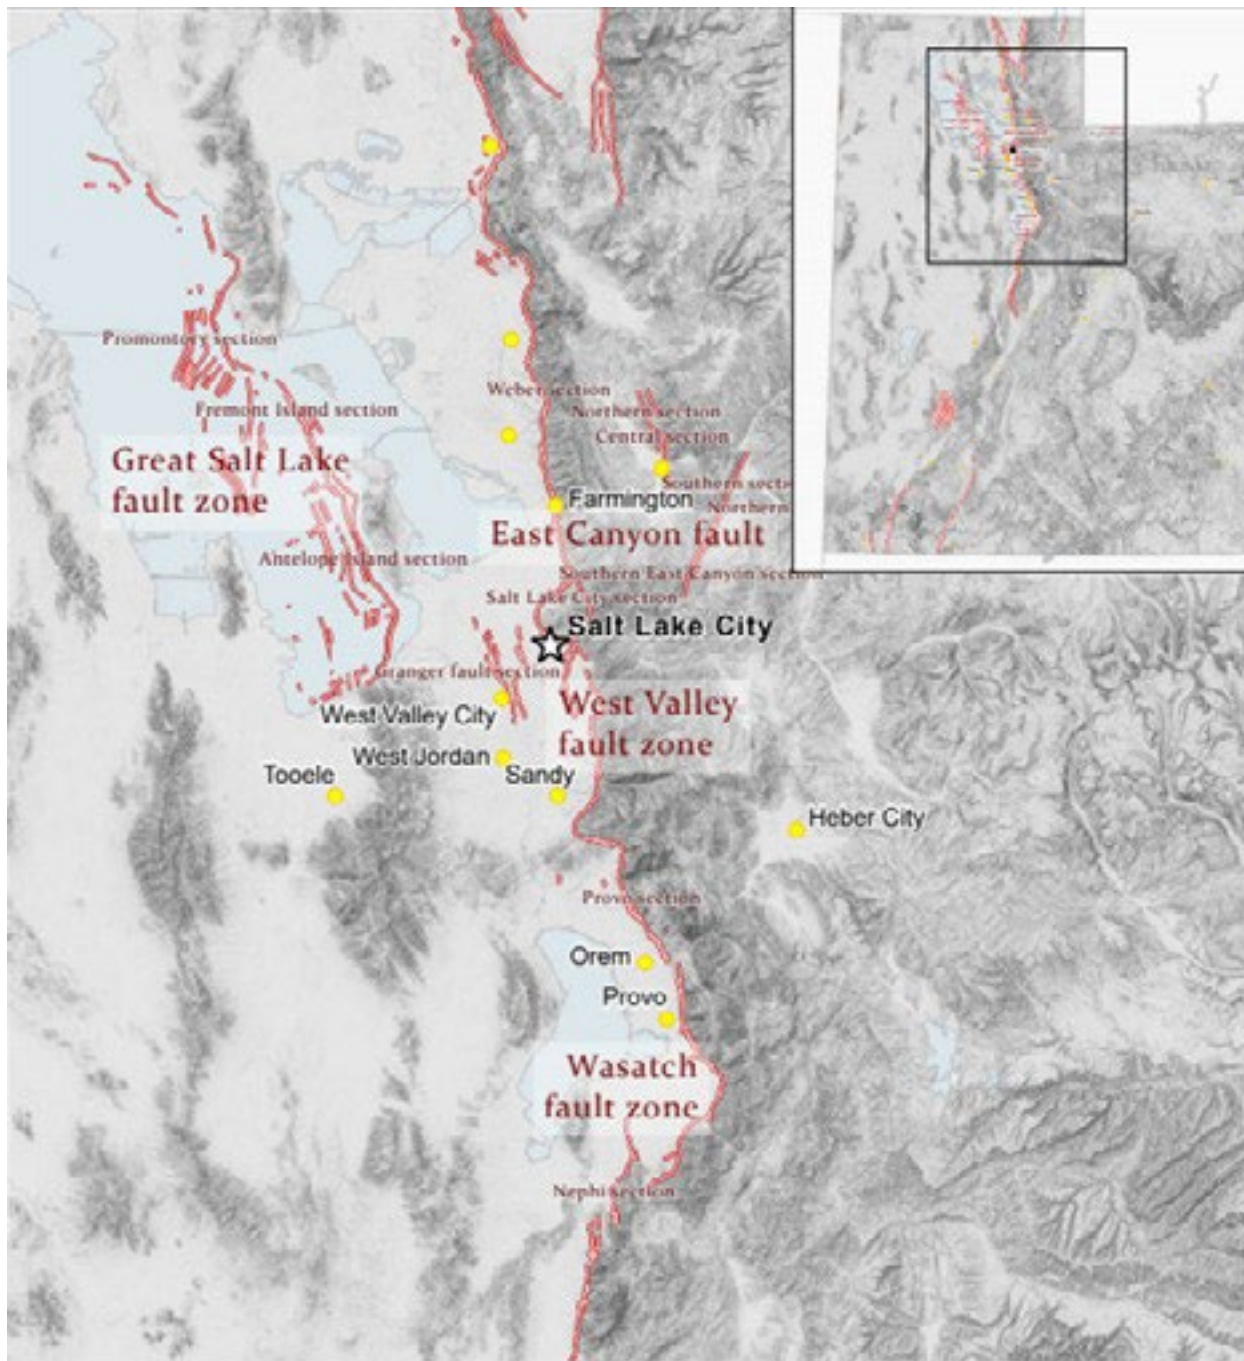 Promontory section
Weber section
Fremont Island section
Northern section
Central section
Great Salt Lake
fault zone
Southern secti
Farmington
Northern
East Canyon fault
Antelope Island section
Southern East Canyon section
Salt Lake City section
Salt Lake City
Granger fault section
West Valley
fault zone
West Valley City
West Jordan
Tooele
Sandy
Heber City
Provo section
Orem
Provo
Wasatch
fault zone
Nephi section